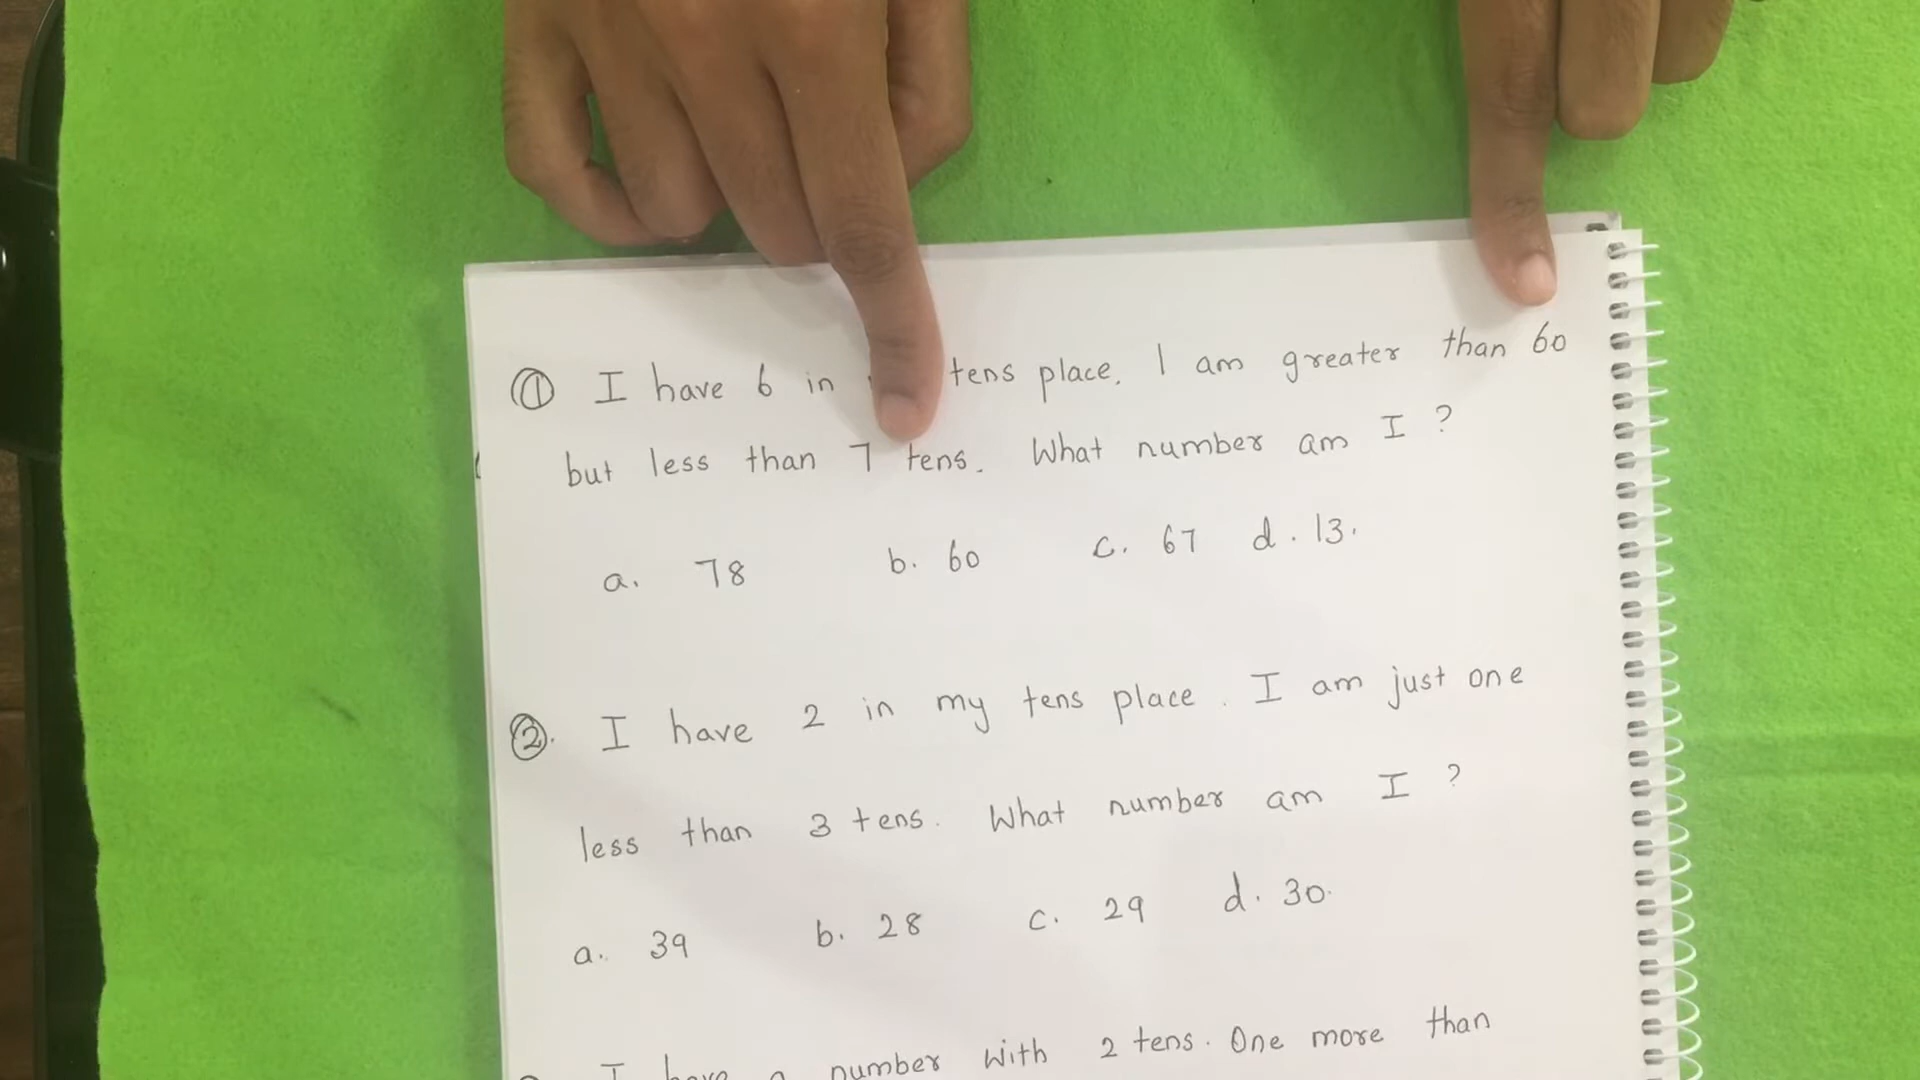 ① I have 6 in tens place. I am greater than 60
but less than 7 tens. What number am I ?
a. 78 b. 60 c. 67 d. 13.
②. I have 2 in my tens place. I am just one
less than 3 tens. What number am I ?
a. 39 b. 28 c. 29 d. 30.
I have a number with 2 tens. One more than